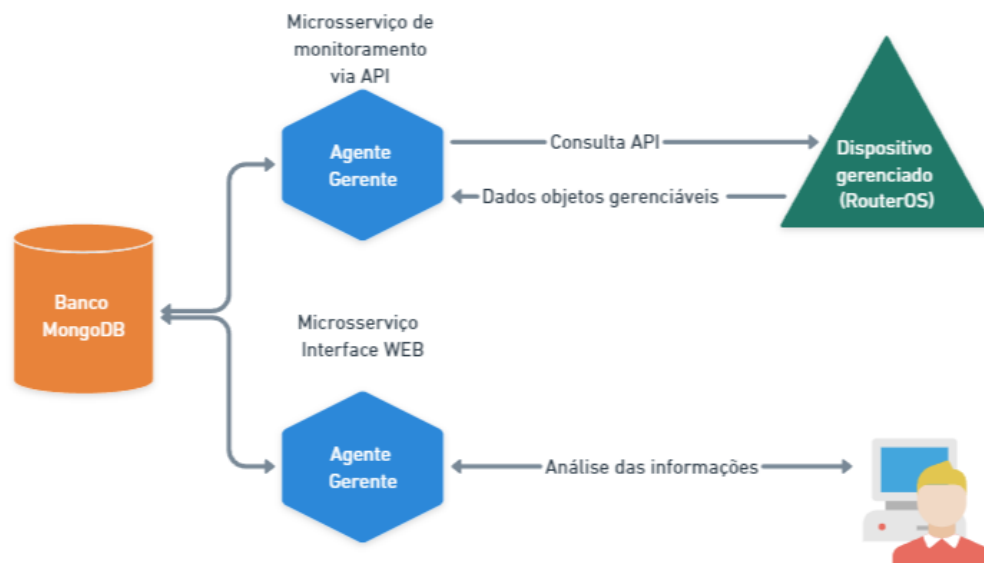 Microsserviço de
monitoramento
via API
Agente
Gerente
Consulta API
Dados objetos gerenciáveis
Dispositivo
gerenciado
(RouterOS)
Banco
MongoDB
Microsserviço
Interface WEB
Agente
Gerente
Análise das informações